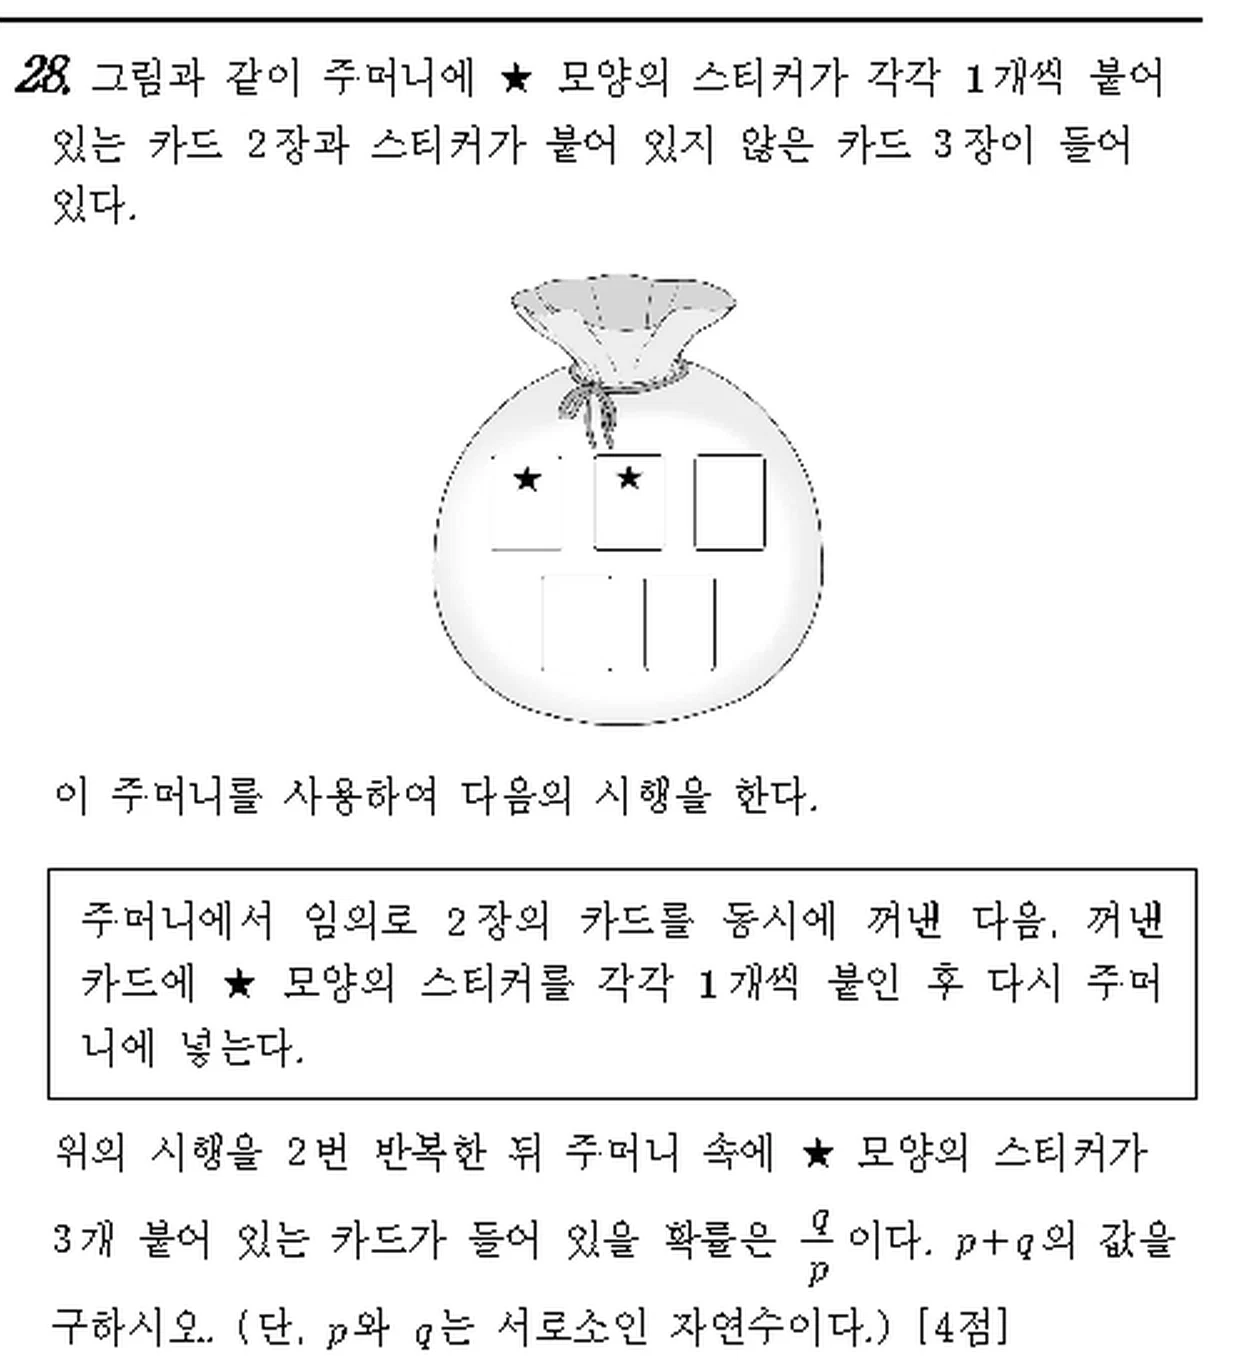 28. 그림과 같이 주머니에 ★ 모양의 스티커가 각각 1개씩 붙어
있는 카드 2장과 스티커가 붙어 있지 않은 카드 3장이 들어
있다.
★ ★
이 주머니를 사용하여 다음의 시행을 한다.
주머니에서 임의로 2장의 카드를 동시에 꺼낸 다음, 꺼낸
카드에 ★ 모양의 스티커를 각각 1개씩 붙인 후 다시 주머
니에 넣는다.
위의 시행을 2번 반복한 뒤 주머니 속에 ★ 모양의 스티커가
3개 붙어 있는 카드가 들어 있을 확률은 q/p 이다. p+q의 값을
구하시오. (단, p와 q는 서로소인 자연수이다.) [4점]